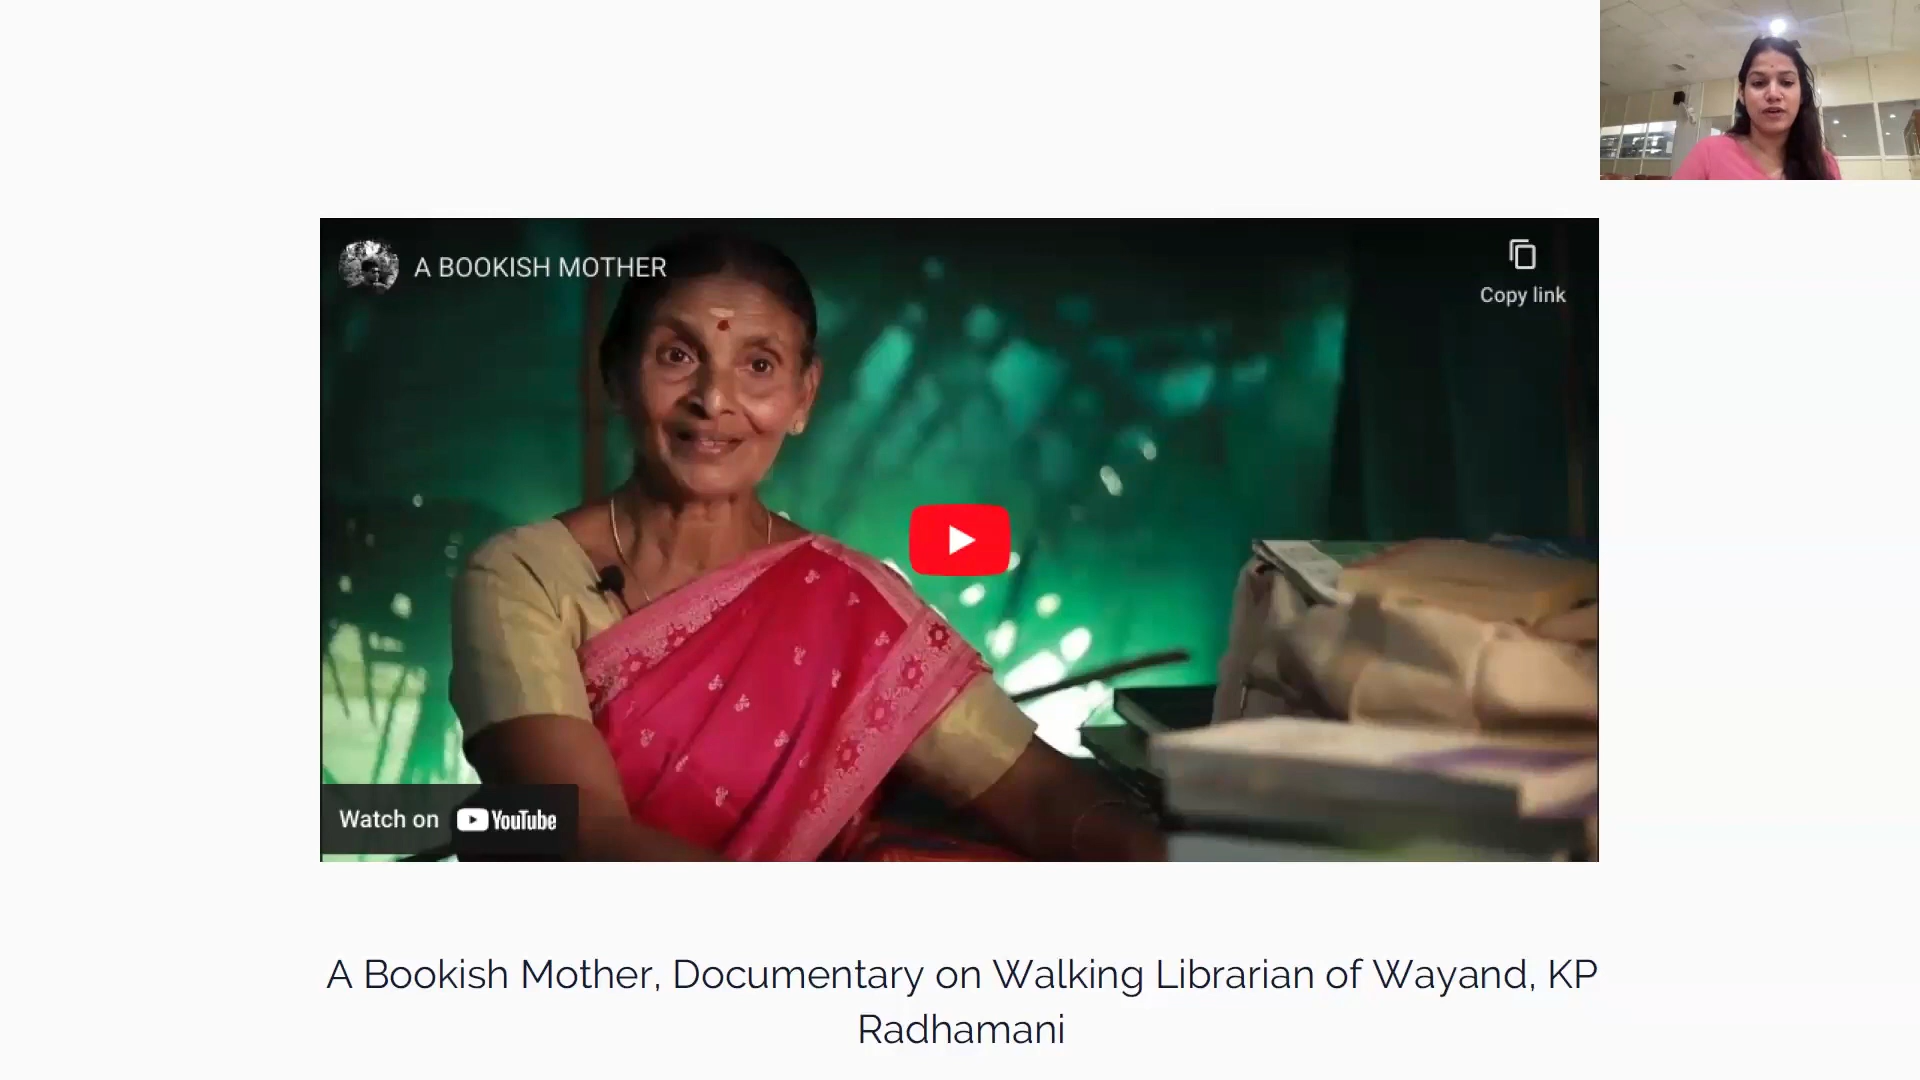 A BOOKISH MOTHER
Copy link
Watch on YouTube
A Bookish Mother, Documentary on Walking Librarian of Wayand, KP
Radhamani